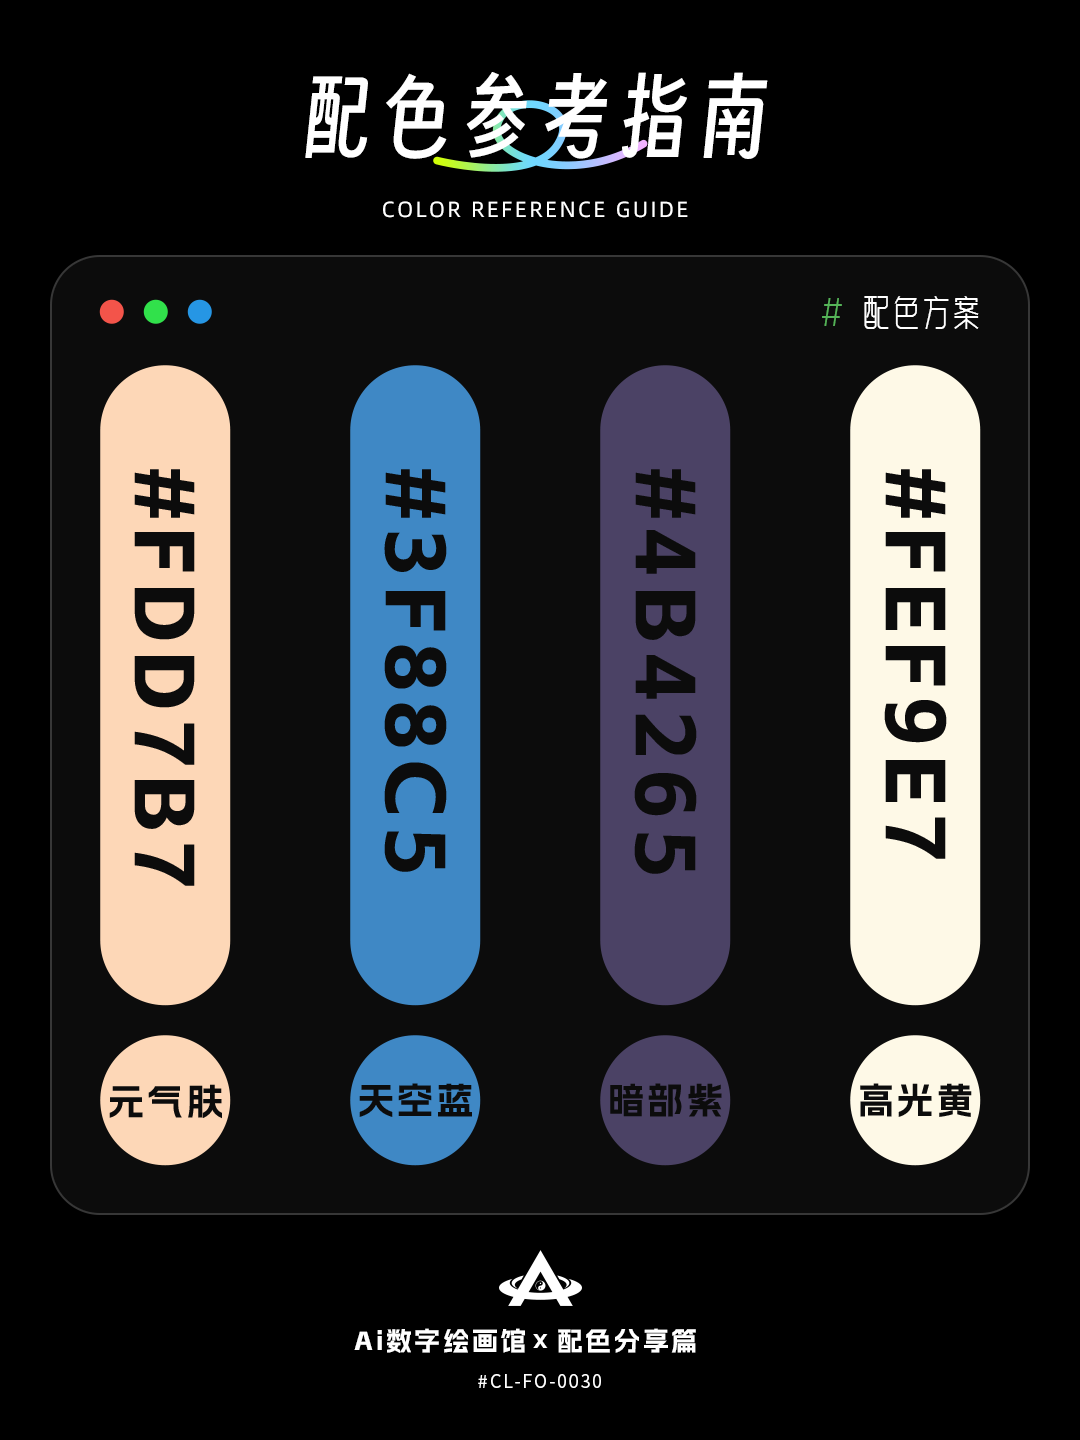 配色参考指南
COLOR REFERENCE GUIDE
# 配色方案
#FDD7B7
#3F88C5
#4B4265
#FEF9E7
元气肤
天空蓝
暗部紫
高光黄
Ai数字绘画馆 x 配色分享篇
#CL-FO-0030